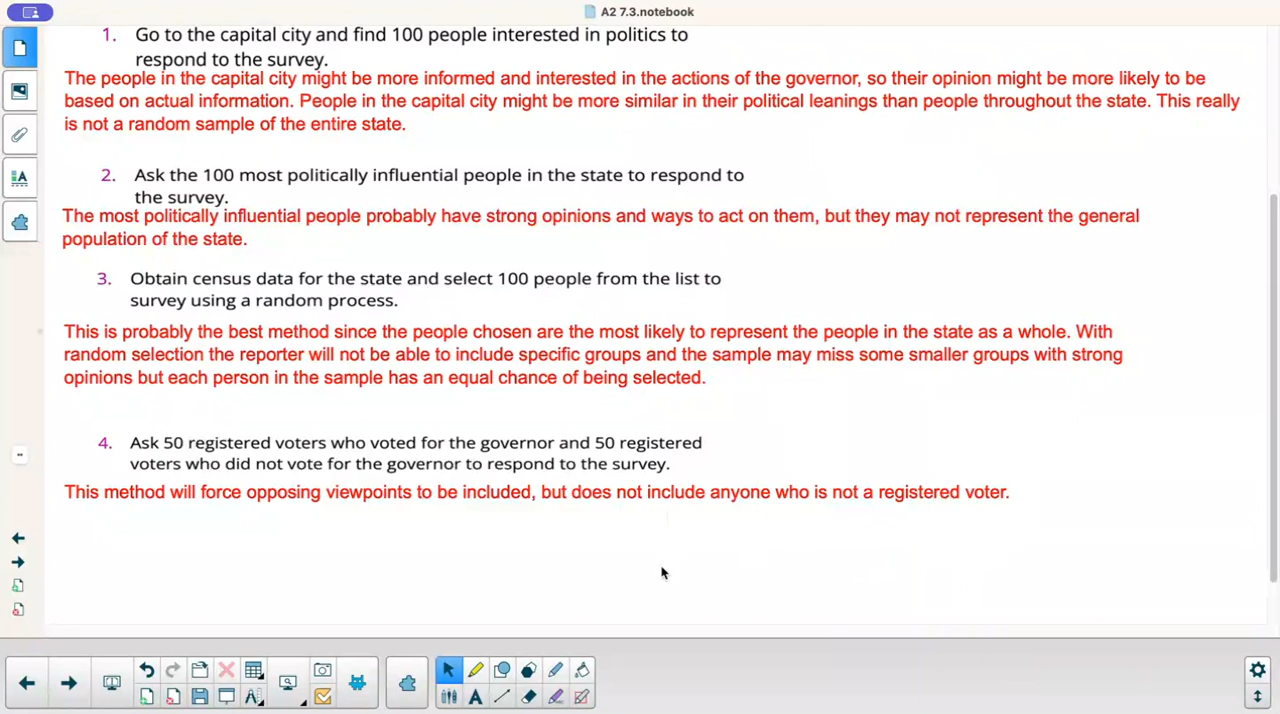 A2 7.3.notebook
1. Go to the capital city and find 100 people interested in politics to
respond to the survey.
The people in the capital city might be more informed and interested in the actions of the governor, so their opinion might be more likely to be
based on actual information. People in the capital city might be more similar in their political leanings than people throughout the state. This really
is not a random sample of the entire state.
2. Ask the 100 most politically influential people in the state to respond to
the survey.
The most politically influential people probably have strong opinions and ways to act on them, but they may not represent the general
population of the state.
3. Obtain census data for the state and select 100 people from the list to
survey using a random process.
This is probably the best method since the people chosen are the most likely to represent the people in the state as a whole. With
random selection the reporter will not be able to include specific groups and the sample may miss some smaller groups with strong
opinions but each person in the sample has an equal chance of being selected.
4. Ask 50 registered voters who voted for the governor and 50 registered
voters who did not vote for the governor to respond to the survey.
This method will force opposing viewpoints to be included, but does not include anyone who is not a registered voter.